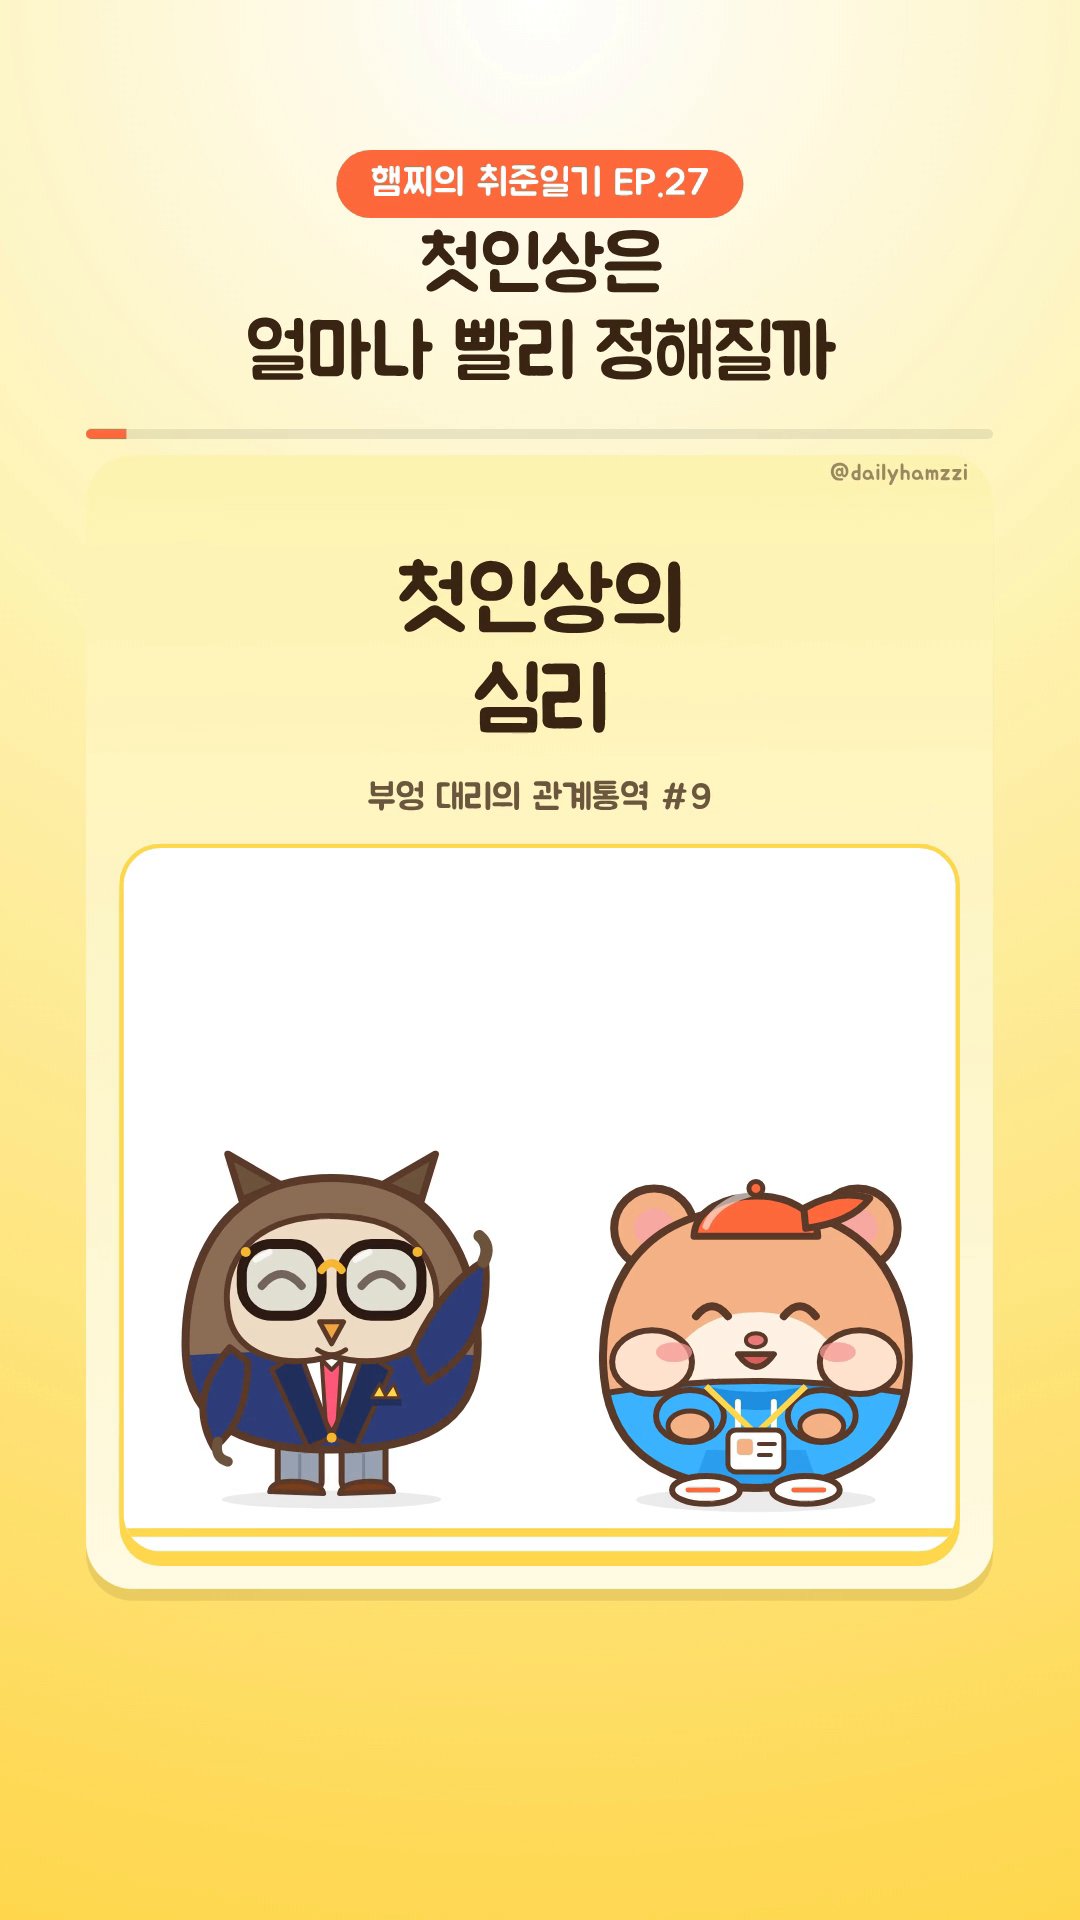 햄찌의 취준일기 EP.27
첫인상은
얼마나 빨리 정해질까
@dailyhamzzi
첫인상의
심리
부엉 대리의 관계통역 #9